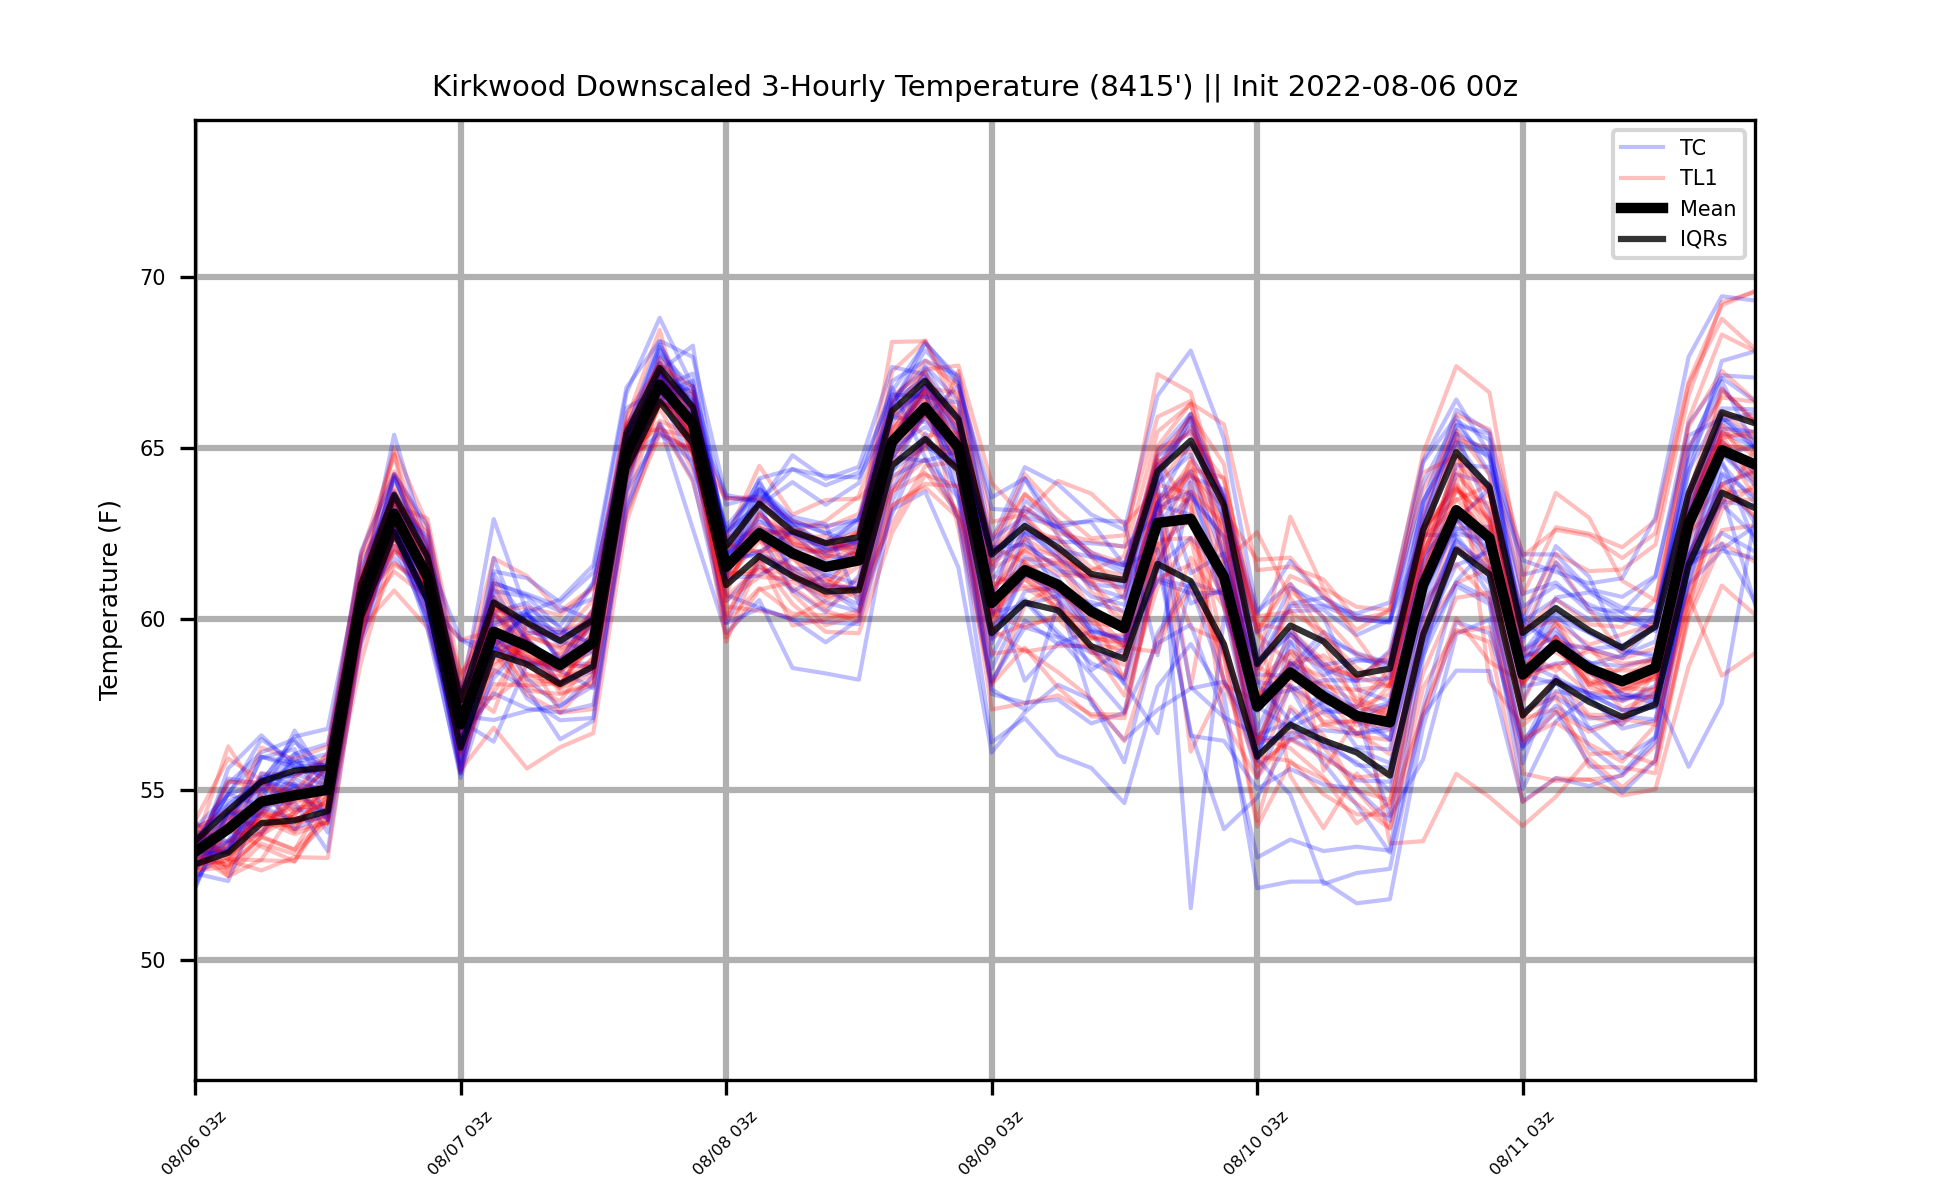 Kirkwood Downscaled 3-Hourly Temperature (8415') || Init 2022-08-06 00z
TC
TL1
Mean
IQRs
Temperature (F)
70
65
60
55
50
08/06 03z
08/07 03z
08/08 03z
08/09 03z
08/10 03z
08/11 03z